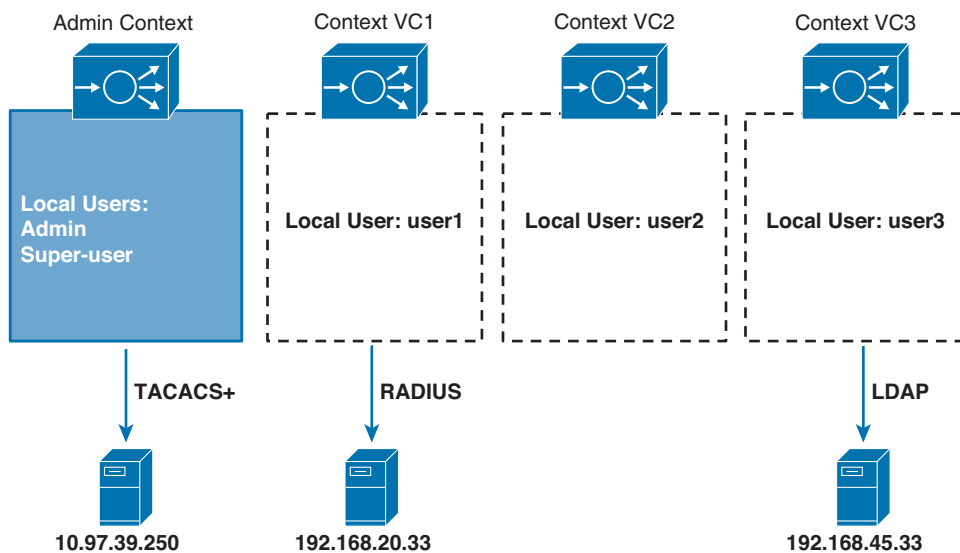 Admin Context
Context VC1
Context VC2
Context VC3
Local Users:
Admin
Super-user
Local User: user1
Local User: user2
Local User: user3
TACACS+
RADIUS
LDAP
10.97.39.250
192.168.20.33
192.168.45.33